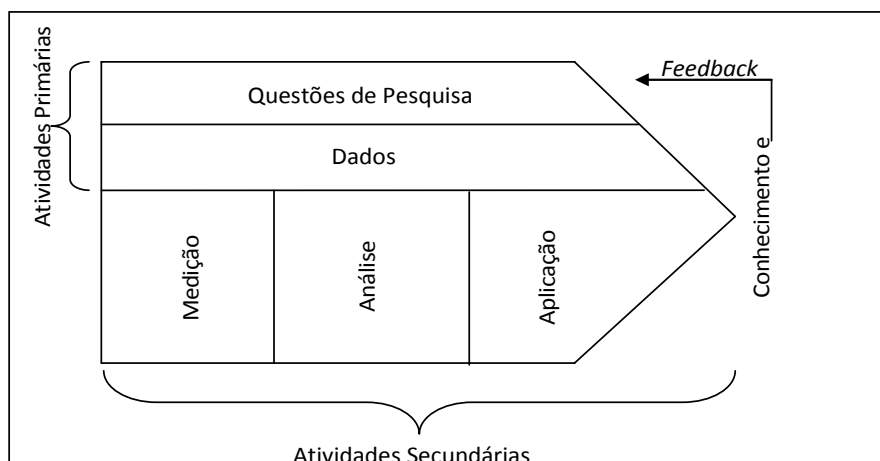 Atividades Primárias
Questões de Pesquisa
Feedback
Dados
Medição
Análise
Aplicação
Conhecimento e
Atividades Secundárias